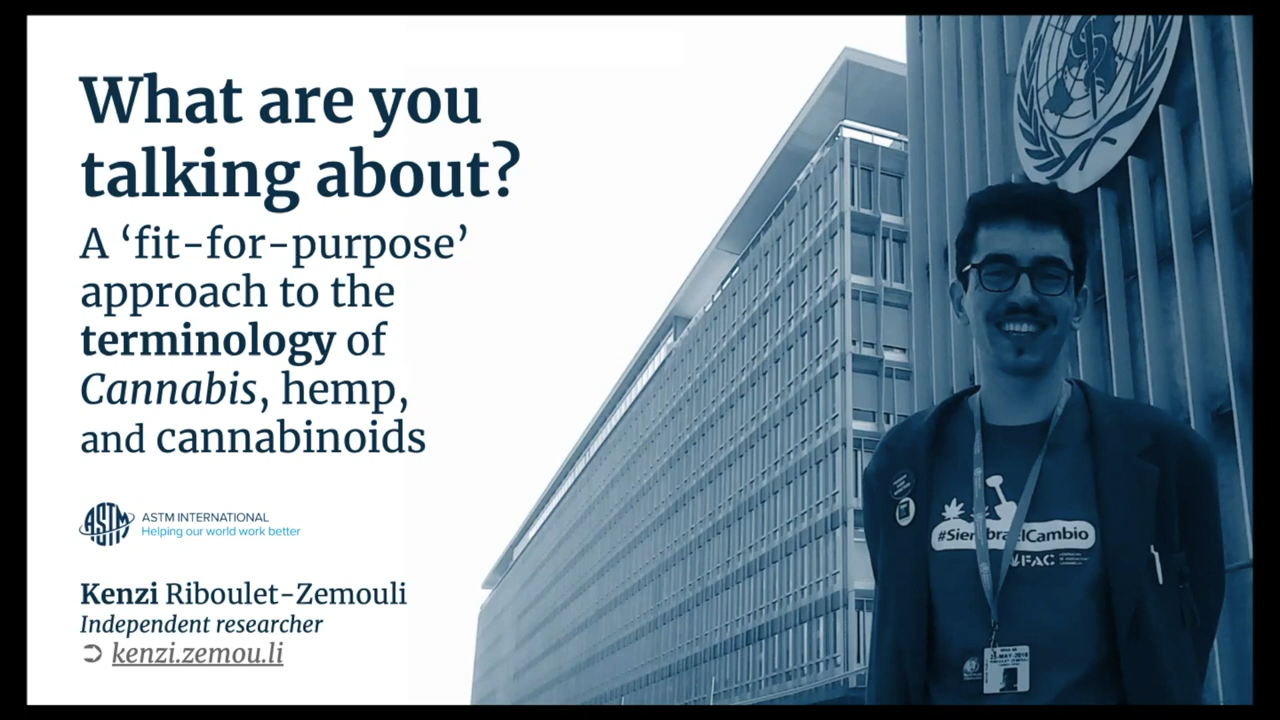 What are you
talking about?
A ‘fit-for-purpose’
approach to the
terminology of
Cannabis, hemp,
and cannabinoids
ASTM
ASTM INTERNATIONAL
Helping our world work better
Kenzi Riboulet-Zemouli
Independent researcher
➲ kenzi.zemou.li
FAC